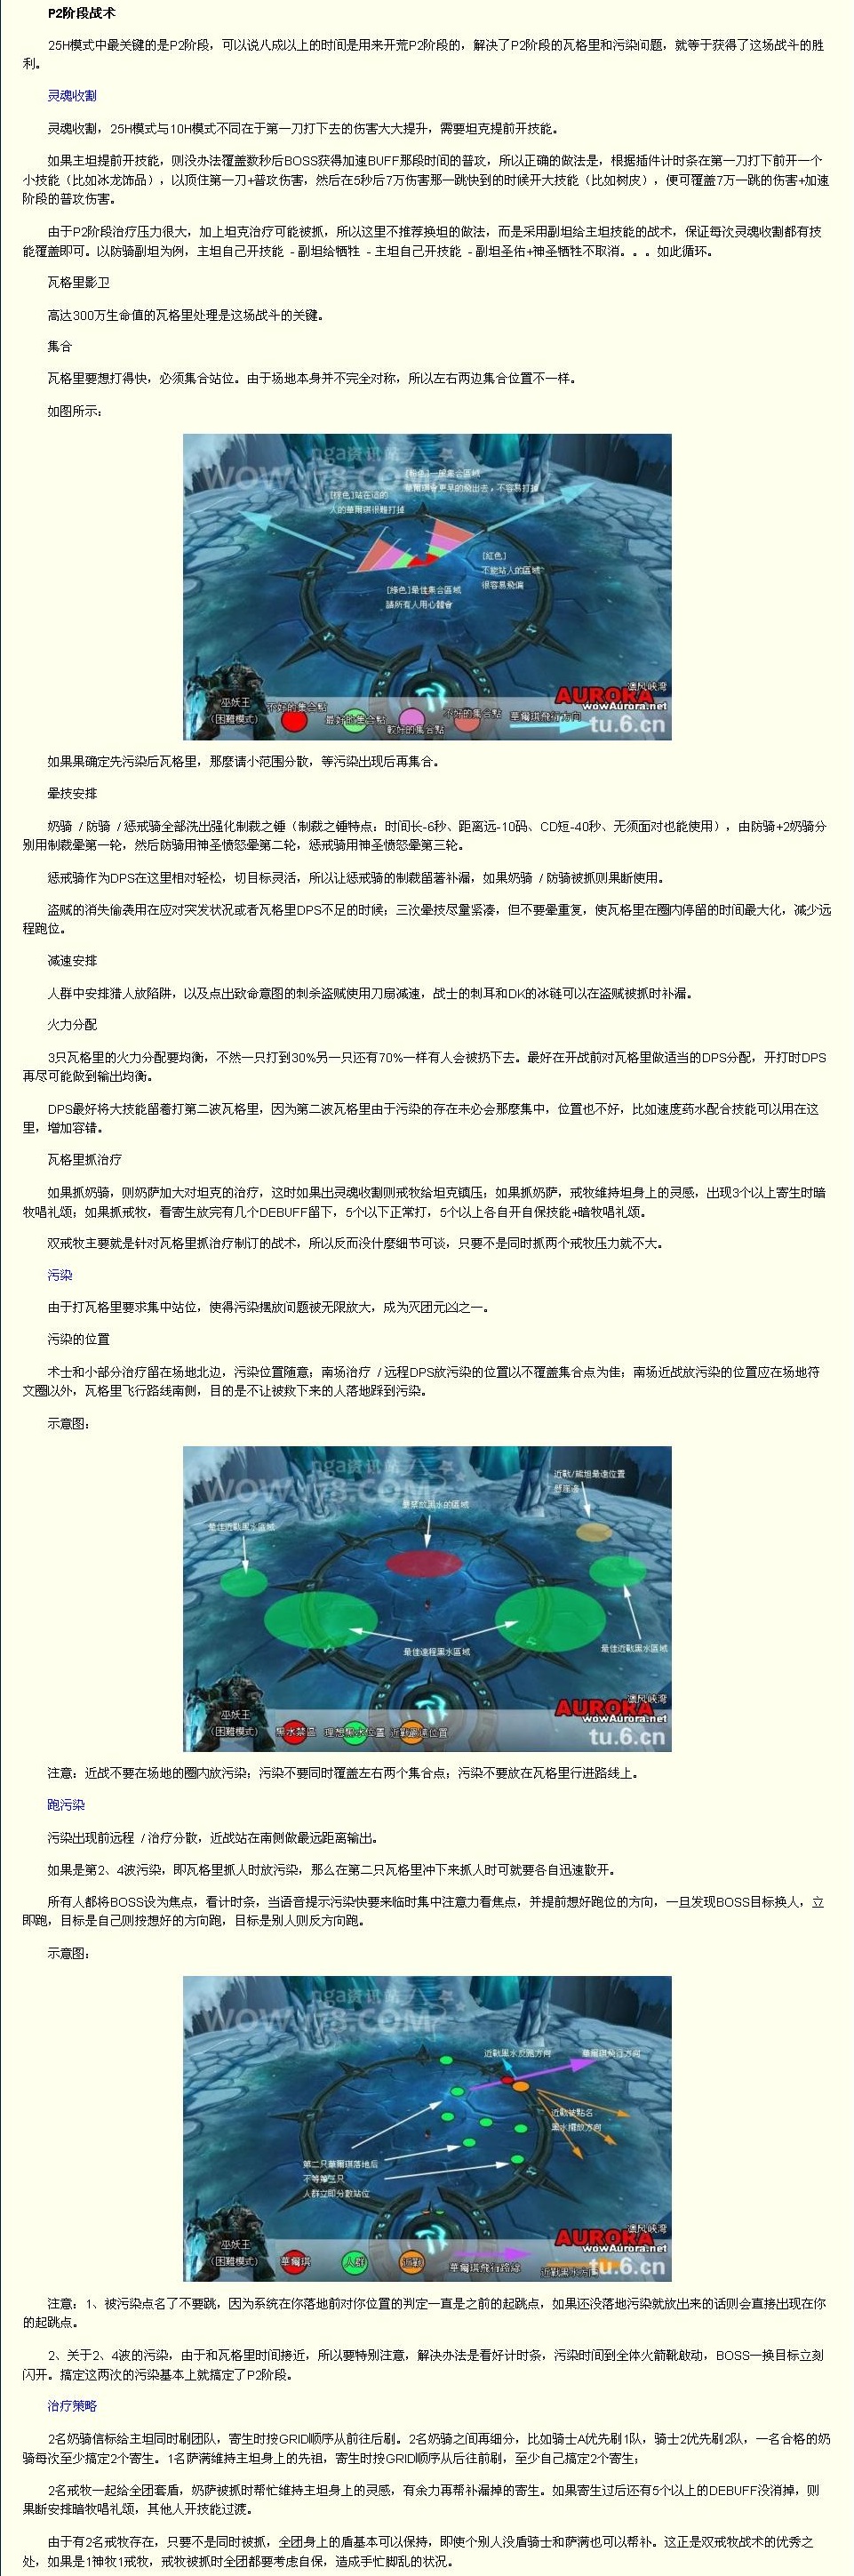 P2阶段战术
25H模式中最关键的是P2阶段，可以说八成以上的时间是用来开荒P2阶段的，解决了P2阶段的瓦格里和污染问题，就等于获得了这场战斗的胜
利。
灵魂收割
灵魂收割，25H模式与10H模式不同在于第一刀打下去的伤害大大提升，需要坦克提前开技能。
如果主坦提前开技能，则没办法覆盖数秒后BOSS获得加速BUFF那段时间的普攻，所以正确的做法是，根据插件计时条在第一刀打下前开一个
小技能（比如冰龙饰品），以顶住第一刀+普攻伤害，然后在5秒后7万伤害那一跳快到的时候开大技能（比如树皮），便可覆盖7万一跳的伤害+加速
阶段的普攻伤害。
由于P2阶段治疗压力很大，加上坦克治疗可能被抓，所以这里不推荐换坦的做法，而是采用副坦给主坦技能的战术，保证每次灵魂收割都有技
能覆盖即可。以防骑副坦为例，主坦自己开技能 - 副坦给牺牲 - 主坦自己开技能 - 副坦圣佑+神圣牺牲不取消。。。如此循环。
瓦格里影卫
高达300万生命值的瓦格里处理是这场战斗的关键。
集合
瓦格里要想打得快，必须集合站位。由于场地本身并不完全对称，所以左右两边集合位置不一样。
如图所示：
nga资讯站
WOW.178.COM
[粉色]一般集合區域
華爾琪會更早的飛出去，不容易打掉
[棕色]站在這的
人的華爾琪很難打掉
[紅色]
不能站人的區域
很容易飛偏
[綠色]最佳集合區域
請所有人用心體會
巫妖王
(困難模式)
不好的集合點
最好的集合點
較好的集合點
不好的集合點
華爾琪飛行方向
澳风峡湾
AURORA
wowAurora.net
tu.6.cn
如果果确定先污染后瓦格里，那麼请小范围分散，等污染出现后再集合。
晕技安排
奶骑 / 防骑 / 惩戒骑全部洗出强化制裁之锤（制裁之锤特点：时间长-6秒、距离远-10码、CD短-40秒、无须面对也能使用），由防骑+2奶骑分
别用制裁晕第一轮，然后防骑用神圣愤怒晕第二轮，惩戒骑用神圣愤怒晕第三轮。
惩戒骑作为DPS在这里相对轻松，切目标灵活，所以让惩戒骑的制裁留著补漏，如果奶骑 / 防骑被抓则果断使用。
盗贼的消失偷袭用在应对突发状况或者瓦格里DPS不足的时候；三次晕技尽量紧凑，但不要晕重复，使瓦格里在圈内停留的时间最大化，减少远
程跑位。
减速安排
人群中安排猎人放陷阱，以及点出致命意图的刺杀盗贼使用刀扇减速，战士的刺耳和DK的冰链可以在盗贼被抓时补漏。
火力分配
3只瓦格里的火力分配要均衡，不然一只打到30%另一只还有70%一样有人会被扔下去。最好在开战前对瓦格里做适当的DPS分配，开打时DPS
再尽可能做到输出均衡。
DPS最好将大技能留着打第二波瓦格里，因为第二波瓦格里由于污染的存在未必会那麼集中，位置也不好，比如速度药水配合技能可以用在这
里，增加容错。
瓦格里抓治疗
如果抓奶骑，则奶萨加大对坦克的治疗，这时如果出灵魂收割则戒牧给坦克镇压；如果抓奶萨，戒牧维持坦身上的灵感，出现3个以上寄生时暗
牧唱礼颂；如果抓戒牧，看寄生放完有几个DEBUFF留下，5个以下正常打，5个以上各自开自保技能+暗牧唱礼颂。
双戒牧主要就是针对瓦格里抓治疗制订的战术，所以反而没什麼细节可谈，只要不是同时抓两个戒牧压力就不大。
污染
由于打瓦格里要求集中站位，使得污染摆放问题被无限放大，成为灭团元凶之一。
污染的位置
术士和小部分治疗留在场地北边，污染位置随意；南场治疗 / 远程DPS放污染的位置以不覆盖集合点为佳；南场近战放污染的位置应在场地符
文圈以外，瓦格里飞行路线南侧，目的是不让被救下来的人落地踩到污染。
示意图：
nga资讯站
WOW.178.COM
近戰/熊坦最遠位置
懸崖邊
嚴禁放黑水的區域
最佳近戰黑水區域
最佳遠程黑水區域
最佳近戰黑水區域
巫妖王
(困難模式)
黑水禁區
理想黑水位置
近戰最遠位置
澳风峡湾
AURORA
wowAurora.net
tu.6.cn
注意：近战不要在场地的圈内放污染；污染不要同时覆盖左右两个集合点；污染不要放在瓦格里行进路线上。
跑污染
污染出现前远程 / 治疗分散，近战站在南侧做最远距离输出。
如果是第2、4波污染，即瓦格里抓人时放污染，那么在第二只瓦格里冲下来抓人时可就要各自迅速散开。
所有人都将BOSS设为焦点，看计时条，当语音提示污染快要来临时集中注意力看焦点，并提前想好跑位的方向，一旦发现BOSS目标换人，立
即跑，目标是自己则按想好的方向跑，目标是别人则反方向跑。
示意图：
nga资讯站
WOW.178.COM
近戰黑水反跑方向
華爾琪飛行方向
近戰被點名
黑水擺放方向
第二只華爾琪落地后
不等第三只
人群立即分散站位
巫妖王
(困難模式)
華爾琪
人群
近戰
華爾琪飛行路線
近戰黑水方向
澳风峡湾
AURORA
wowAurora.net
tu.6.cn
注意：1、被污染点名了不要跳，因为系统在你落地前对你位置的判定一直是之前的起跳点，如果还没落地污染就放出来的话则会直接出现在你
的起跳点。
2、关于2、4波的污染，由于和瓦格里时间接近，所以要特别注意，解决办法是看好计时条，污染时间到全体火箭靴啟动，BOSS一换目标立刻
闪开。搞定这两次的污染基本上就搞定了P2阶段。
治疗策略
2名奶骑信标给主坦同时刷团队，寄生时按GRID顺序从前往后刷。2名奶骑之间再细分，比如骑士A优先刷1队，骑士2优先刷2队，一名合格的奶
骑每次至少搞定2个寄生。1名萨满维持主坦身上的先祖，寄生时按GRID顺序从后往前刷，至少自己搞定2个寄生；
2名戒牧一起给全团套盾，奶萨被抓时帮忙维持主坦身上的灵感，有余力再帮补漏掉的寄生。如果寄生过后还有5个以上的DEBUFF没消掉，则
果断安排暗牧唱礼颂，其他人开技能过渡。
由于有2名戒牧存在，只要不是同时被抓，全团身上的盾基本可以保持，即使个别人没盾骑士和萨满也可以帮补。这正是双戒牧战术的优秀之
处，如果是1神牧1戒牧，戒牧被抓时全团都要考虑自保，造成手忙脚乱的状况。